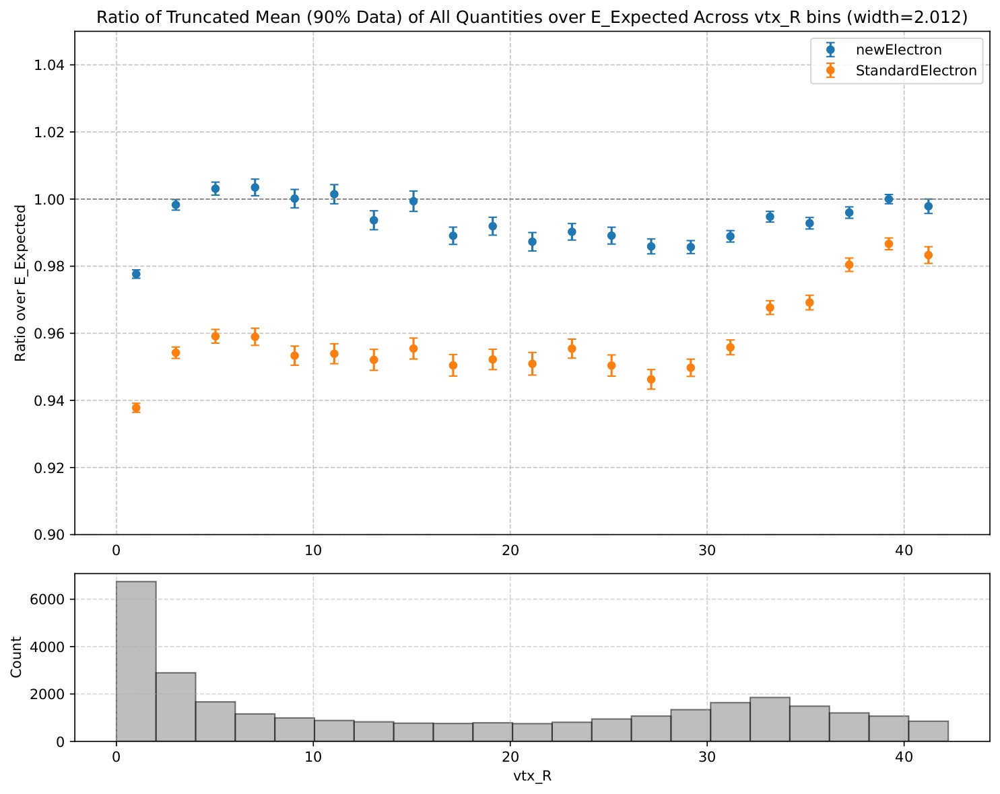 Ratio of Truncated Mean (90% Data) of All Quantities over E_Expected Across vtx_R bins (width=2.012)
newElectron
StandardElectron
Ratio over E_Expected
1.04
1.02
1.00
0.98
0.96
0.94
0.92
0.90
0 10 20 30 40
Count
6000
4000
2000
0
0 10 20 30 40
vtx_R